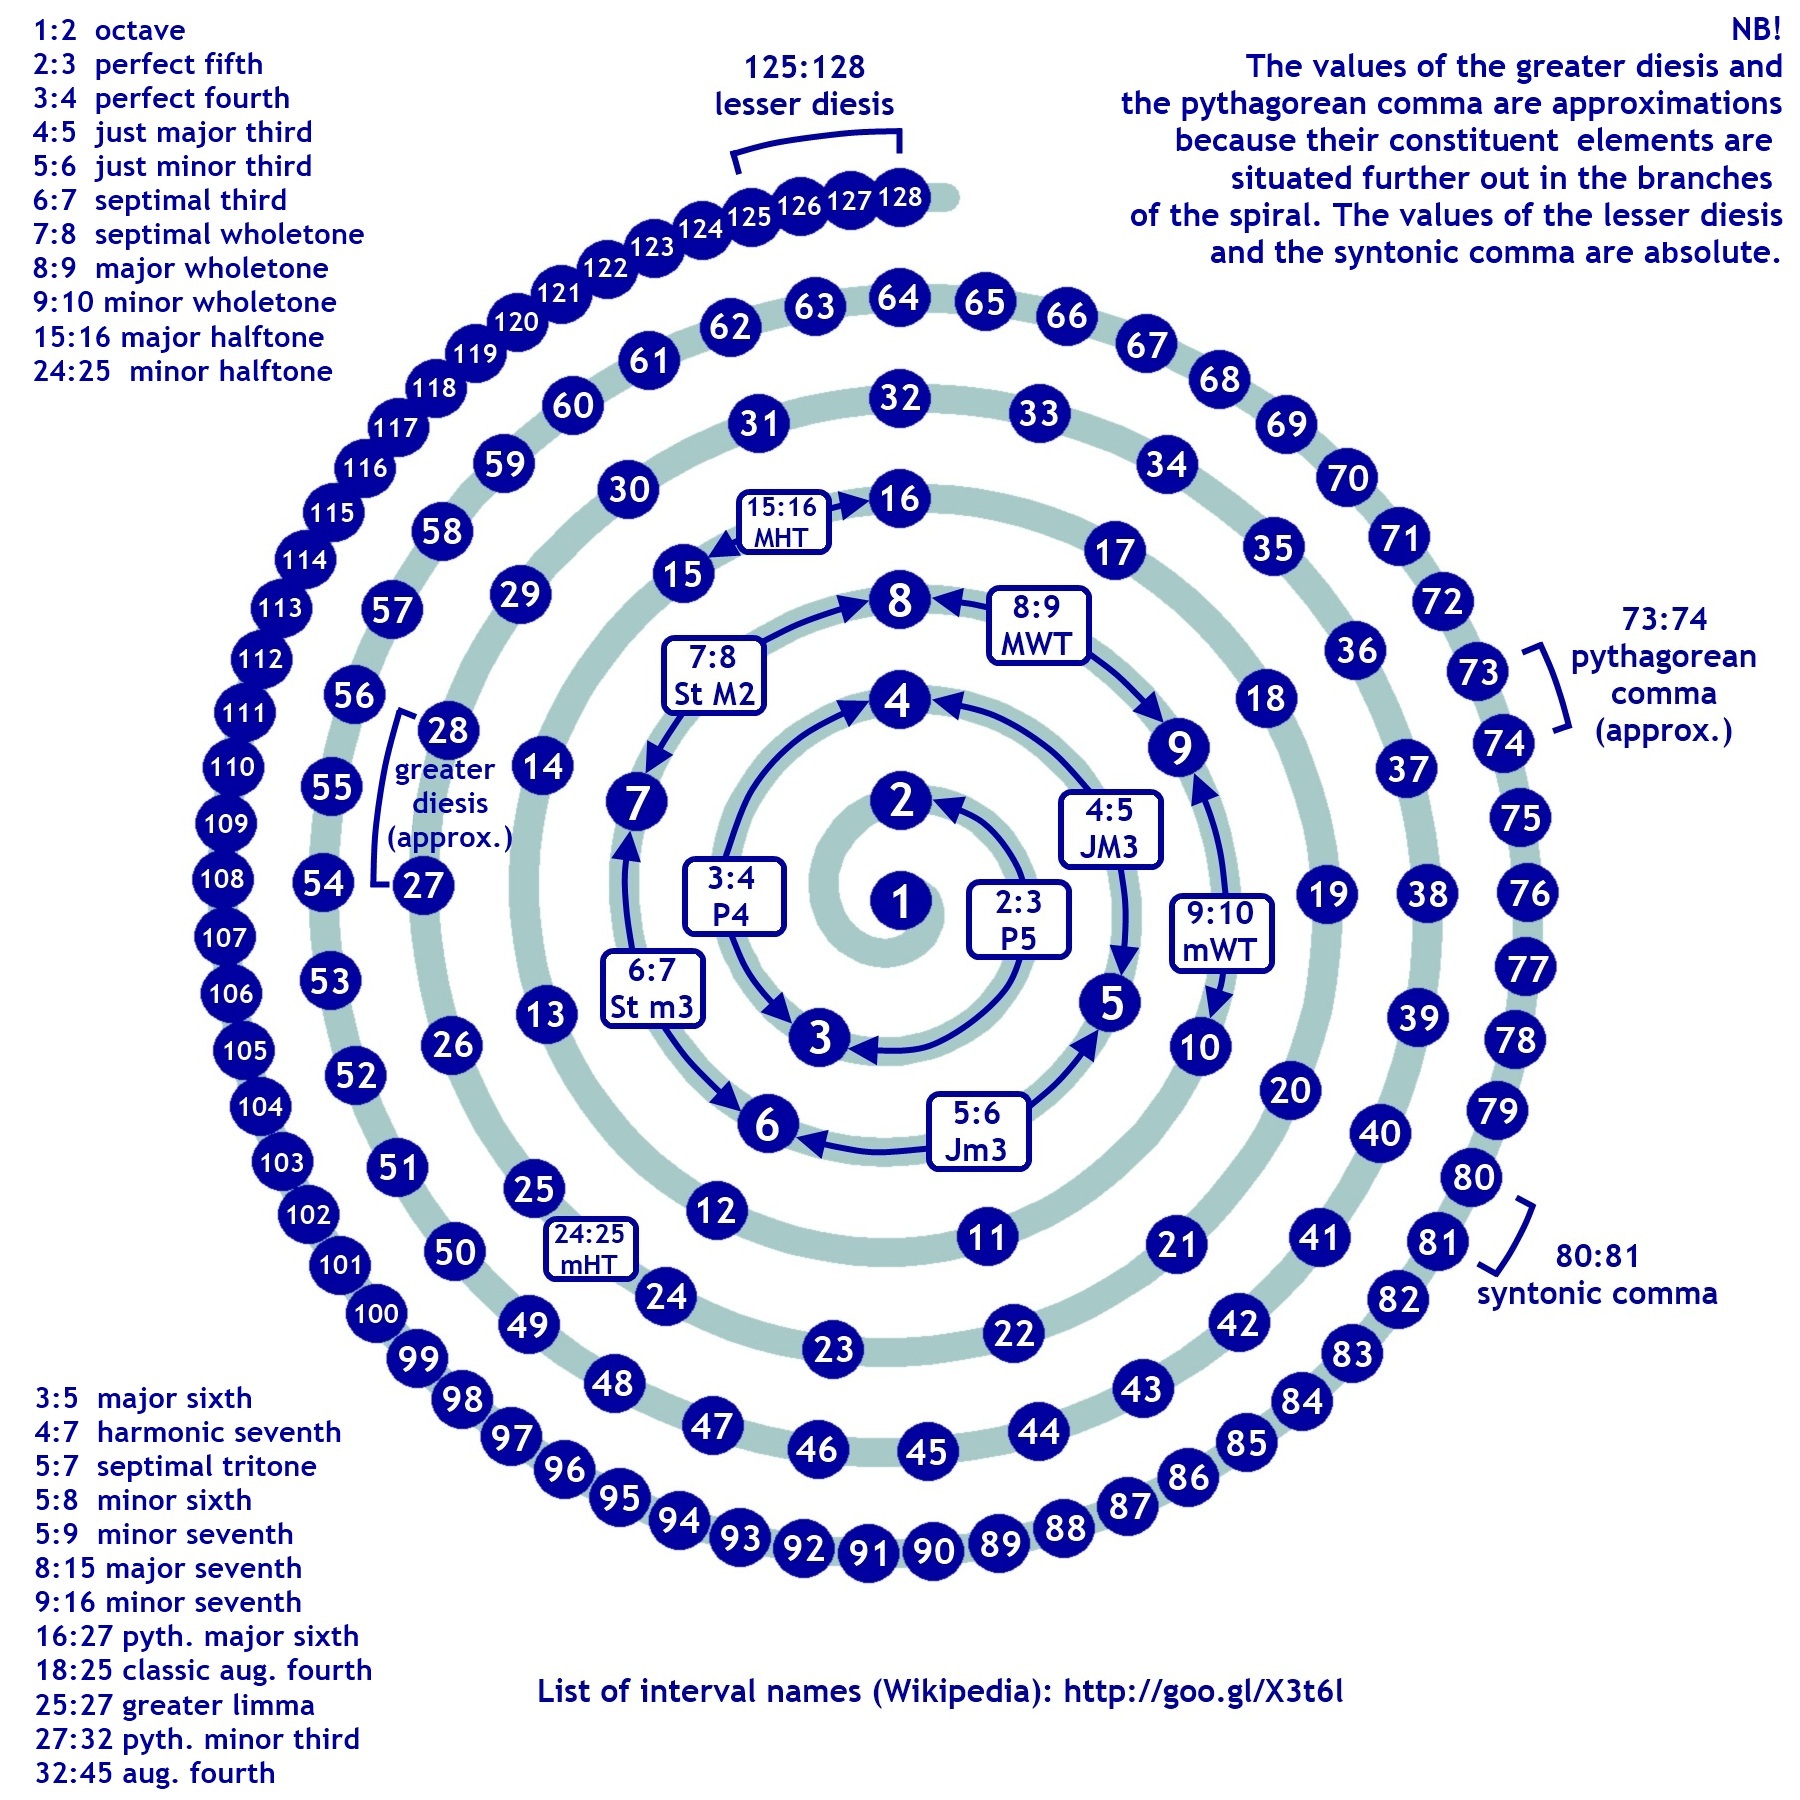 1:2 octave
2:3 perfect fifth
3:4 perfect fourth
4:5 just major third
5:6 just minor third
6:7 septimal third
7:8 septimal wholetone
8:9 major wholetone
9:10 minor wholetone
15:16 major halftone
24:25 minor halftone
125:128
lesser diesis
NB!
The values of the greater diesis and
the pythagorean comma are approximations
because their constituent elements are
situated further out in the branches
of the spiral. The values of the lesser diesis
and the syntonic comma are absolute.
1
2
2:3
P5
3
3:4
P4
4
4:5
JM3
5
5:6
Jm3
6
6:7
St m3
7
7:8
St M2
8
8:9
MWT
9
9:10
mWT
10
11
12
13
14
15
15:16
MHT
16
17
18
19
20
21
22
23
24
24:25
mHT
25
26
27
greater
diesis
(approx.)
28
29
30
31
32
33
34
35
36
37
38
39
40
41
42
43
44
45
46
47
48
49
50
51
52
53
54
55
56
57
58
59
60
61
62
63
64
65
66
67
68
69
70
71
72
73
74
73:74
pythagorean
comma
(approx.)
75
76
77
78
79
80
81
80:81
syntonic comma
82
83
84
85
86
87
88
89
90
91
92
93
94
95
96
97
98
99
100
101
102
103
104
105
106
107
108
109
110
111
112
113
114
115
116
117
118
119
120
121
122
123
124
125
126
127
128
3:5 major sixth
4:7 harmonic seventh
5:7 septimal tritone
5:8 minor sixth
5:9 minor seventh
8:15 major seventh
9:16 minor seventh
16:27 pyth. major sixth
18:25 classic aug. fourth
25:27 greater limma
27:32 pyth. minor third
32:45 aug. fourth
List of interval names (Wikipedia): http://goo.gl/X3t6l